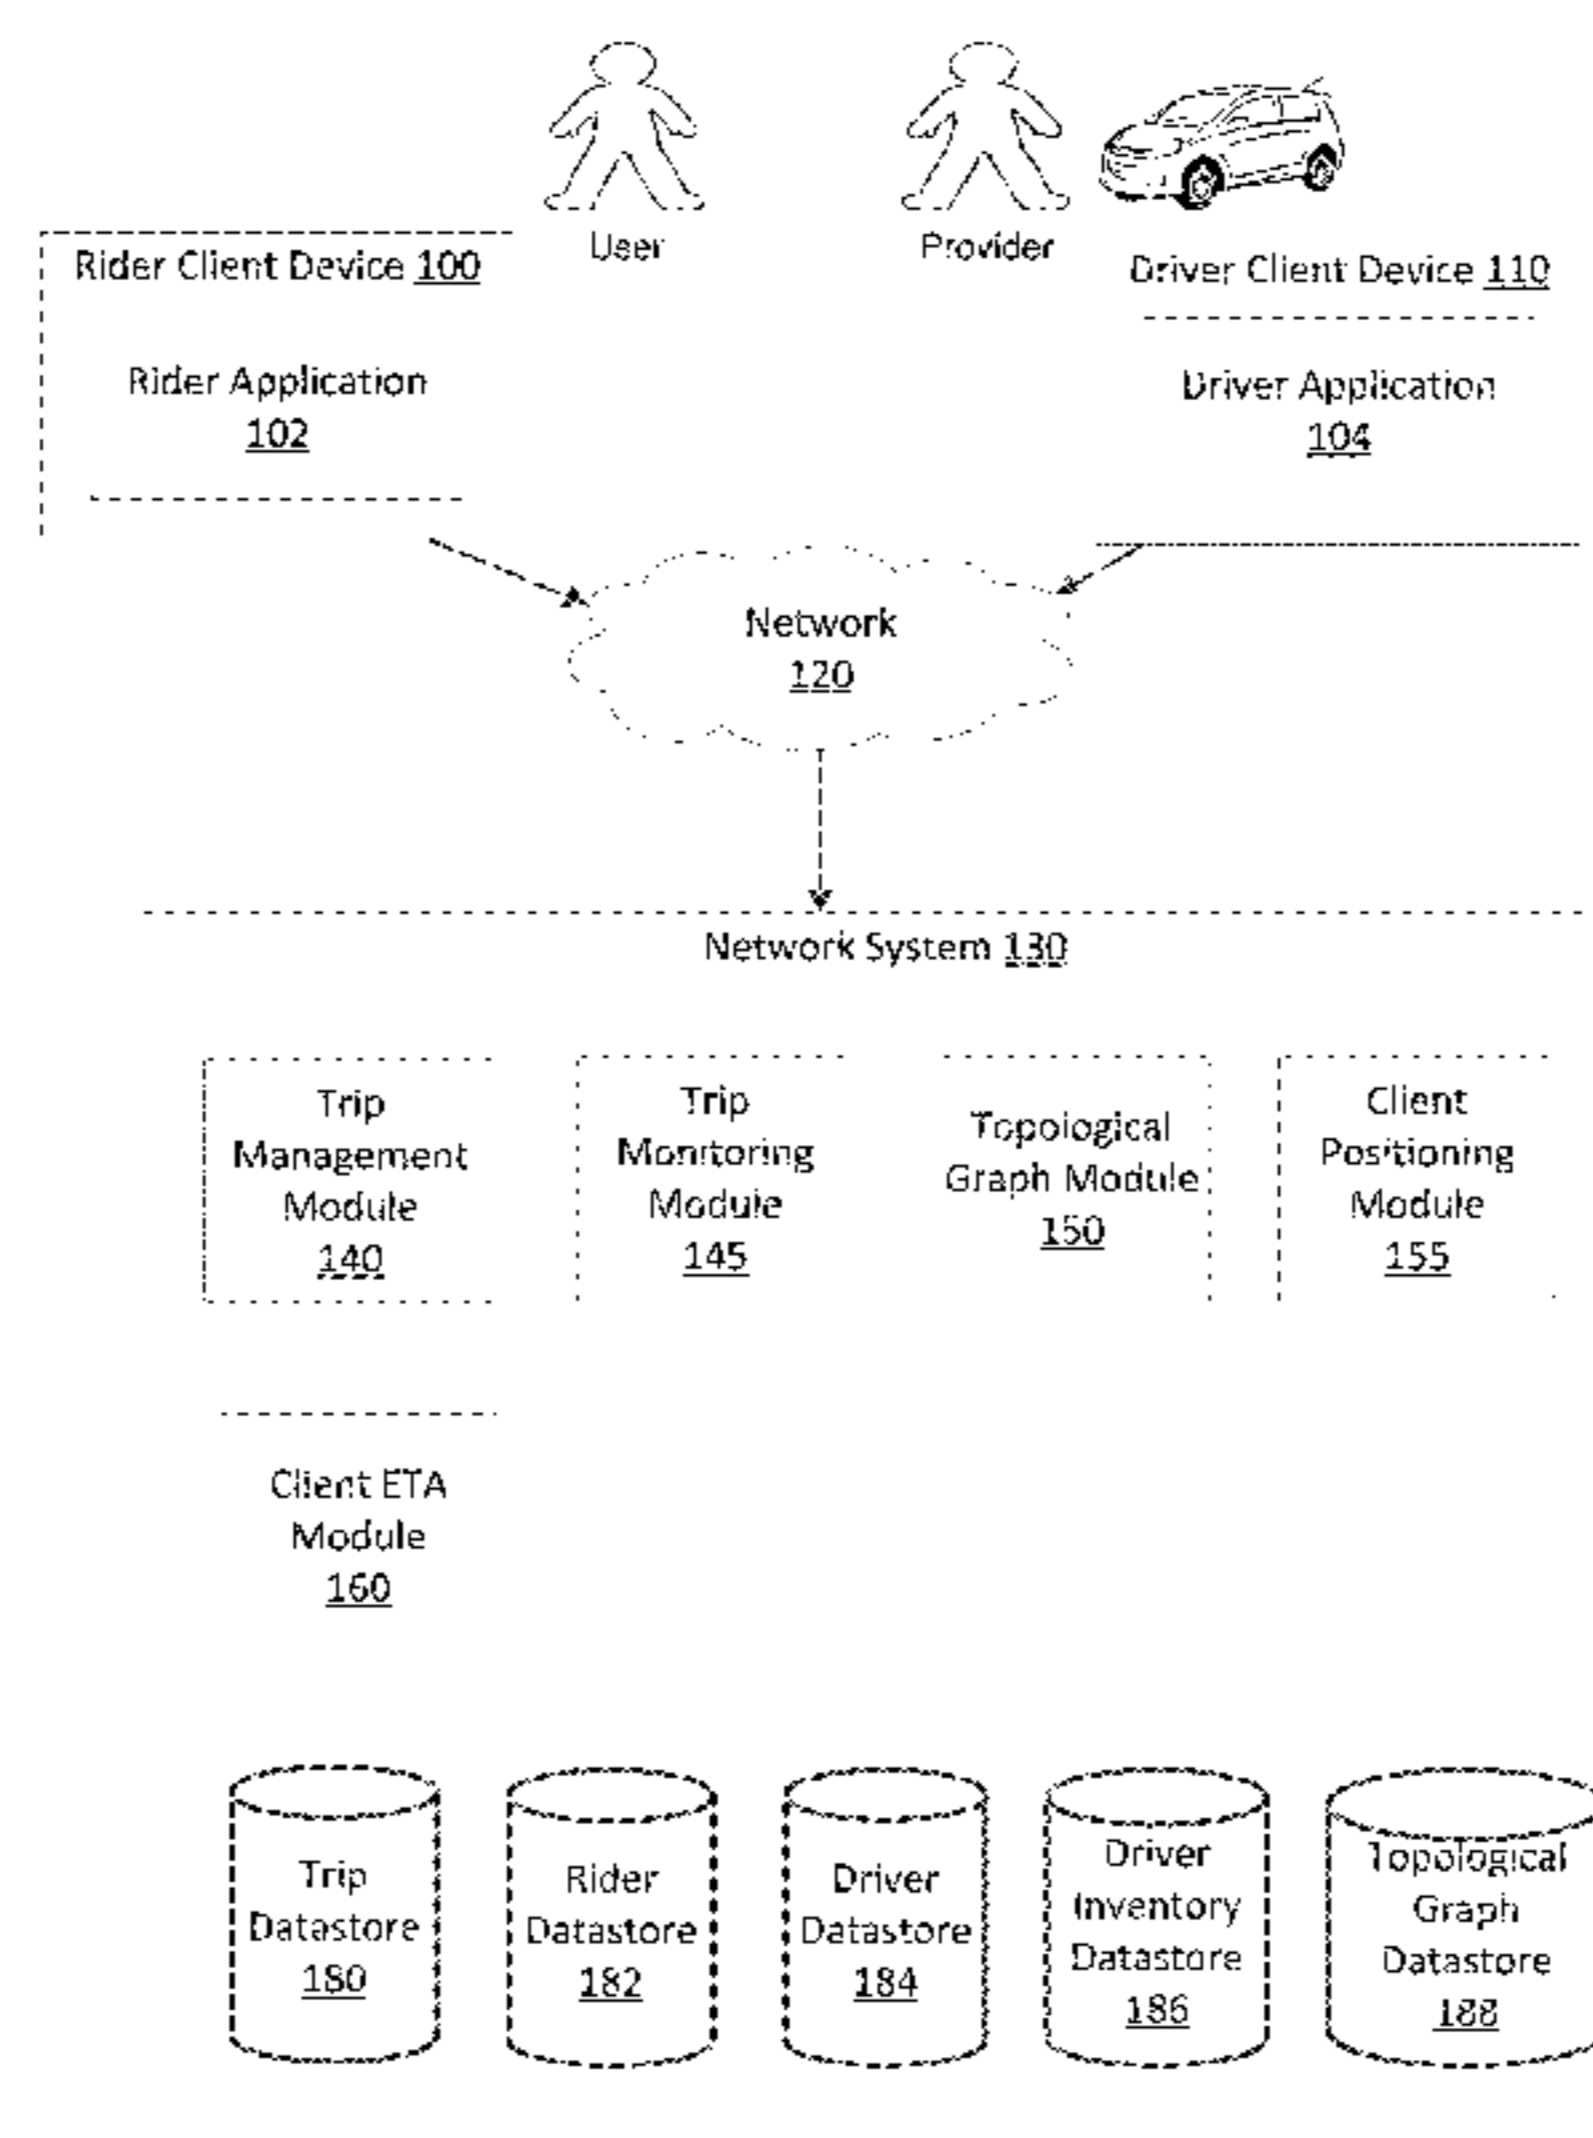 User
Provider
Rider Client Device 100
Driver Client Device 110
Rider Application
102
Driver Application
104
Network
120
Network System 130
Trip
Management
Module
140
Trip
Monitoring
Module
145
Topological
Graph Module
150
Client
Positioning
Module
155
Client ETA
Module
160
Trip
Datastore
180
Rider
Datastore
182
Driver
Datastore
184
Driver
Inventory
Datastore
186
Topological
Graph
Datastore
188